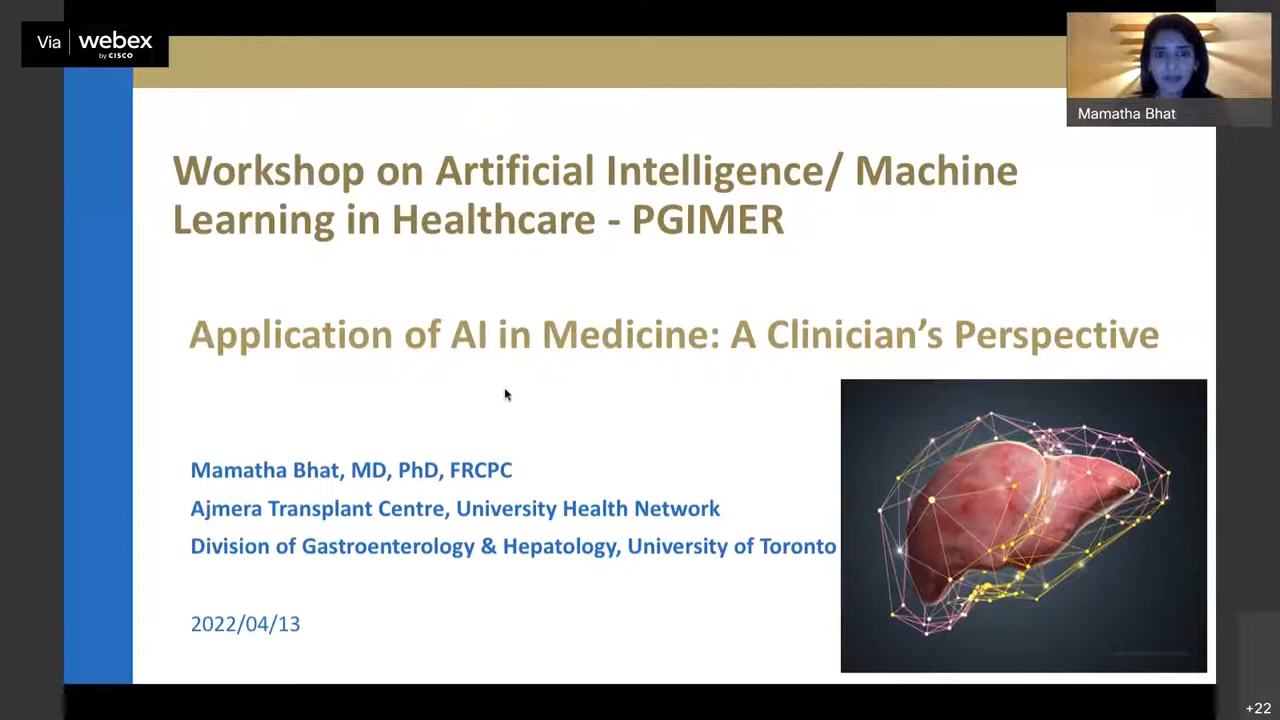 Via webex
by CISCO
Mamatha Bhat
Workshop on Artificial Intelligence/ Machine
Learning in Healthcare - PGIMER
Application of AI in Medicine: A Clinician’s Perspective
Mamatha Bhat, MD, PhD, FRCPC
Ajmera Transplant Centre, University Health Network
Division of Gastroenterology & Hepatology, University of Toronto
2022/04/13
+22